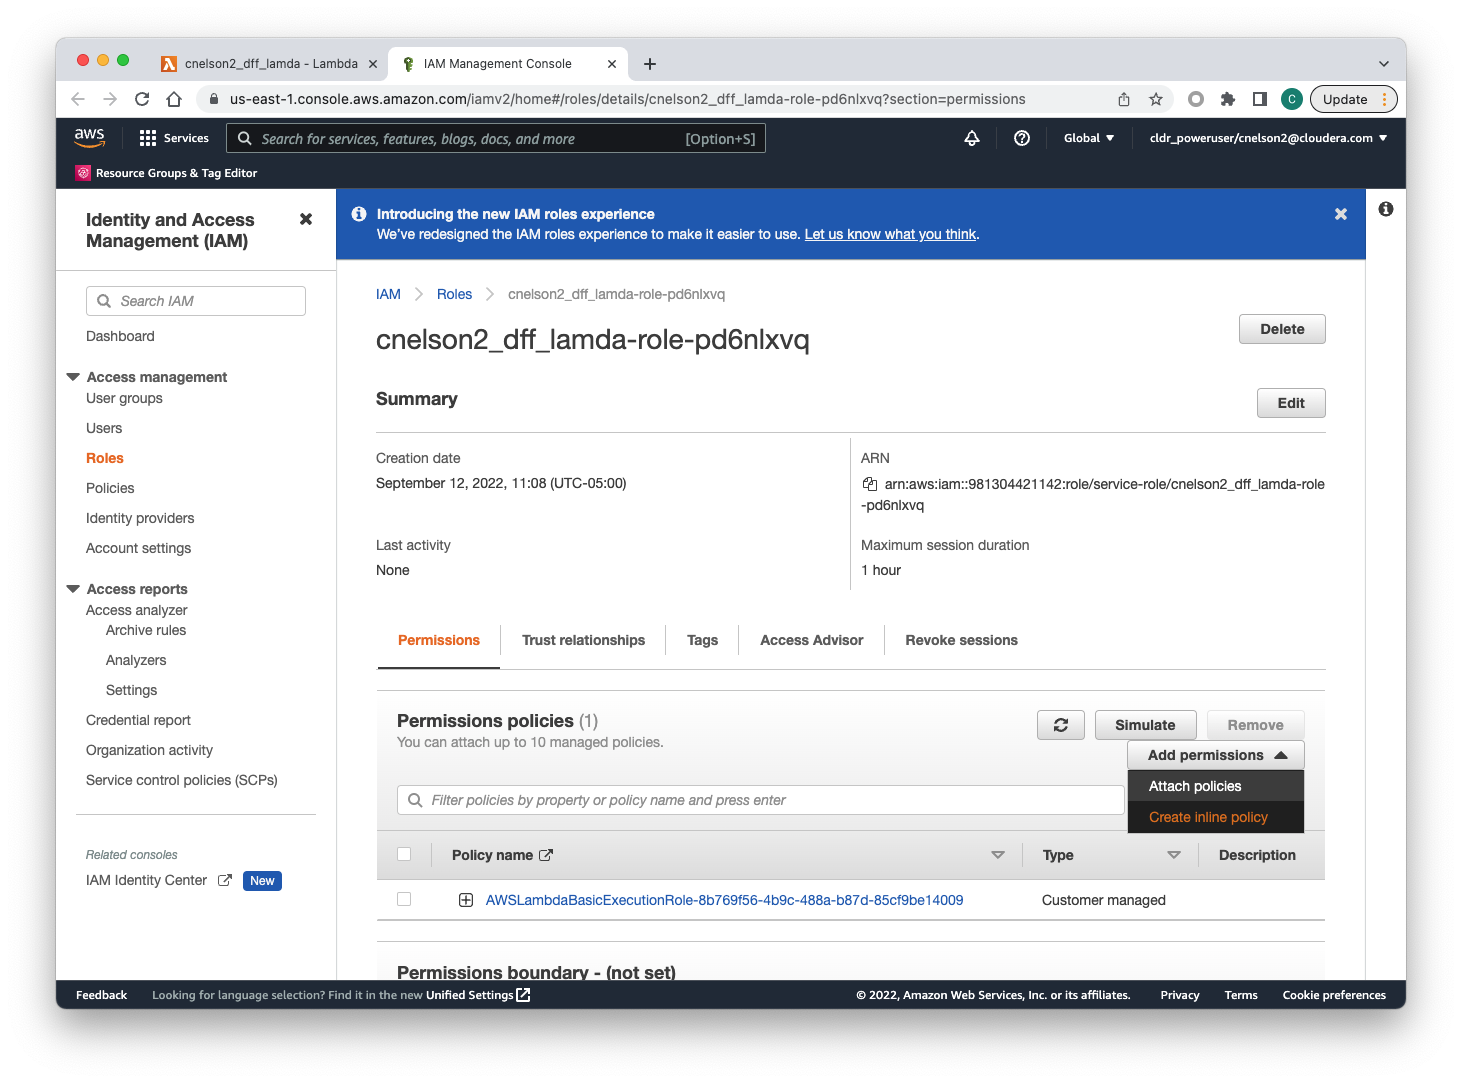 cnelson2_dff_lamda - Lambda
IAM Management Console
us-east-1.console.aws.amazon.com/iamv2/home#/roles/details/cnelson2_dff_lamda-role-pd6nlxvq?section=permissions
C
Update
aws
Services
Search for services, features, blogs, docs, and more
[Option+S]
Global
cldr_poweruser/cnelson2@cloudera.com
Resource Groups & Tag Editor
Identity and Access
Management (IAM)
Search IAM
Dashboard
Access management
User groups
Users
Roles
Policies
Identity providers
Account settings
Access reports
Access analyzer
Archive rules
Analyzers
Settings
Credential report
Organization activity
Service control policies (SCPs)
Related consoles
IAM Identity Center
New
Introducing the new IAM roles experience
We've redesigned the IAM roles experience to make it easier to use. Let us know what you think.
IAM
Roles
cnelson2_dff_lamda-role-pd6nlxvq
cnelson2_dff_lamda-role-pd6nlxvq
Delete
Summary
Edit
Creation date
September 12, 2022, 11:08 (UTC-05:00)
ARN
arn:aws:iam::981304421142:role/service-role/cnelson2_dff_lamda-role
-pd6nlxvq
Last activity
None
Maximum session duration
1 hour
Permissions
Trust relationships
Tags
Access Advisor
Revoke sessions
Permissions policies (1)
You can attach up to 10 managed policies.
Simulate
Remove
Add permissions
Attach policies
Create inline policy
Filter policies by property or policy name and press enter
Policy name
Type
Description
AWSLambdaBasicExecutionRole-8b769f56-4b9c-488a-b87d-85cf9be14009
Customer managed
Permissions boundary - (not set)
Feedback
Looking for language selection? Find it in the new Unified Settings
© 2022, Amazon Web Services, Inc. or its affiliates.
Privacy
Terms
Cookie preferences